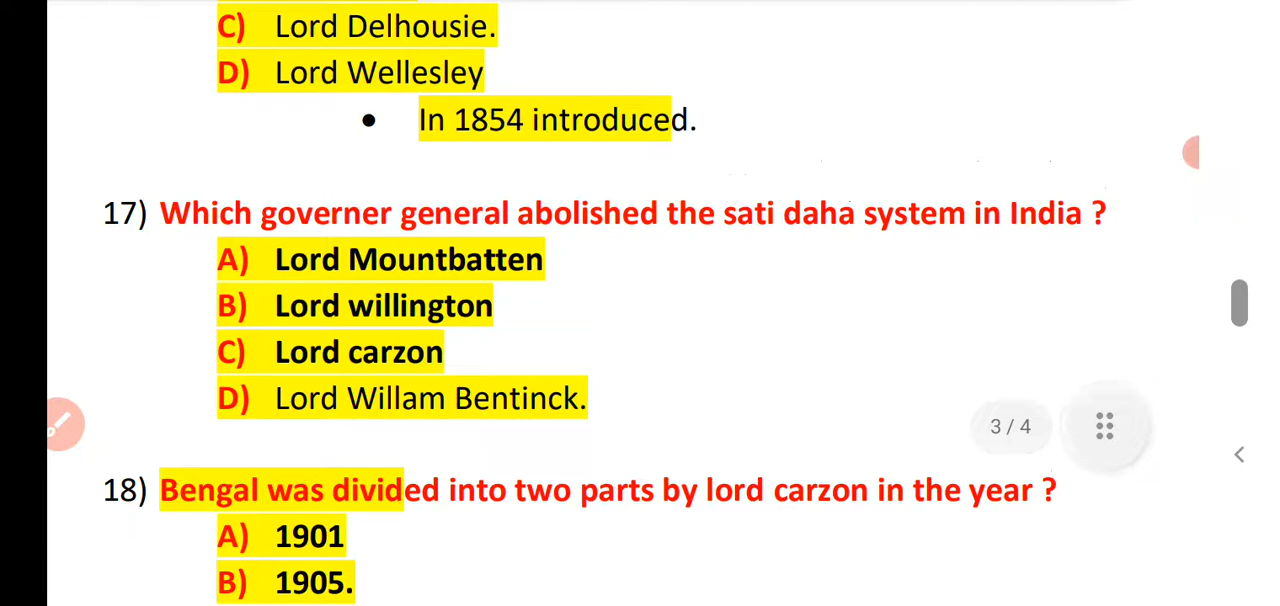 C) Lord Delhousie.
D) Lord Wellesley
• In 1854 introduced.
17) Which governer general abolished the sati daha system in India ?
A) Lord Mountbatten
B) Lord willington
C) Lord carzon
D) Lord Willam Bentinck.
3 / 4
18) Bengal was divided into two parts by lord carzon in the year ?
A) 1901
B) 1905.